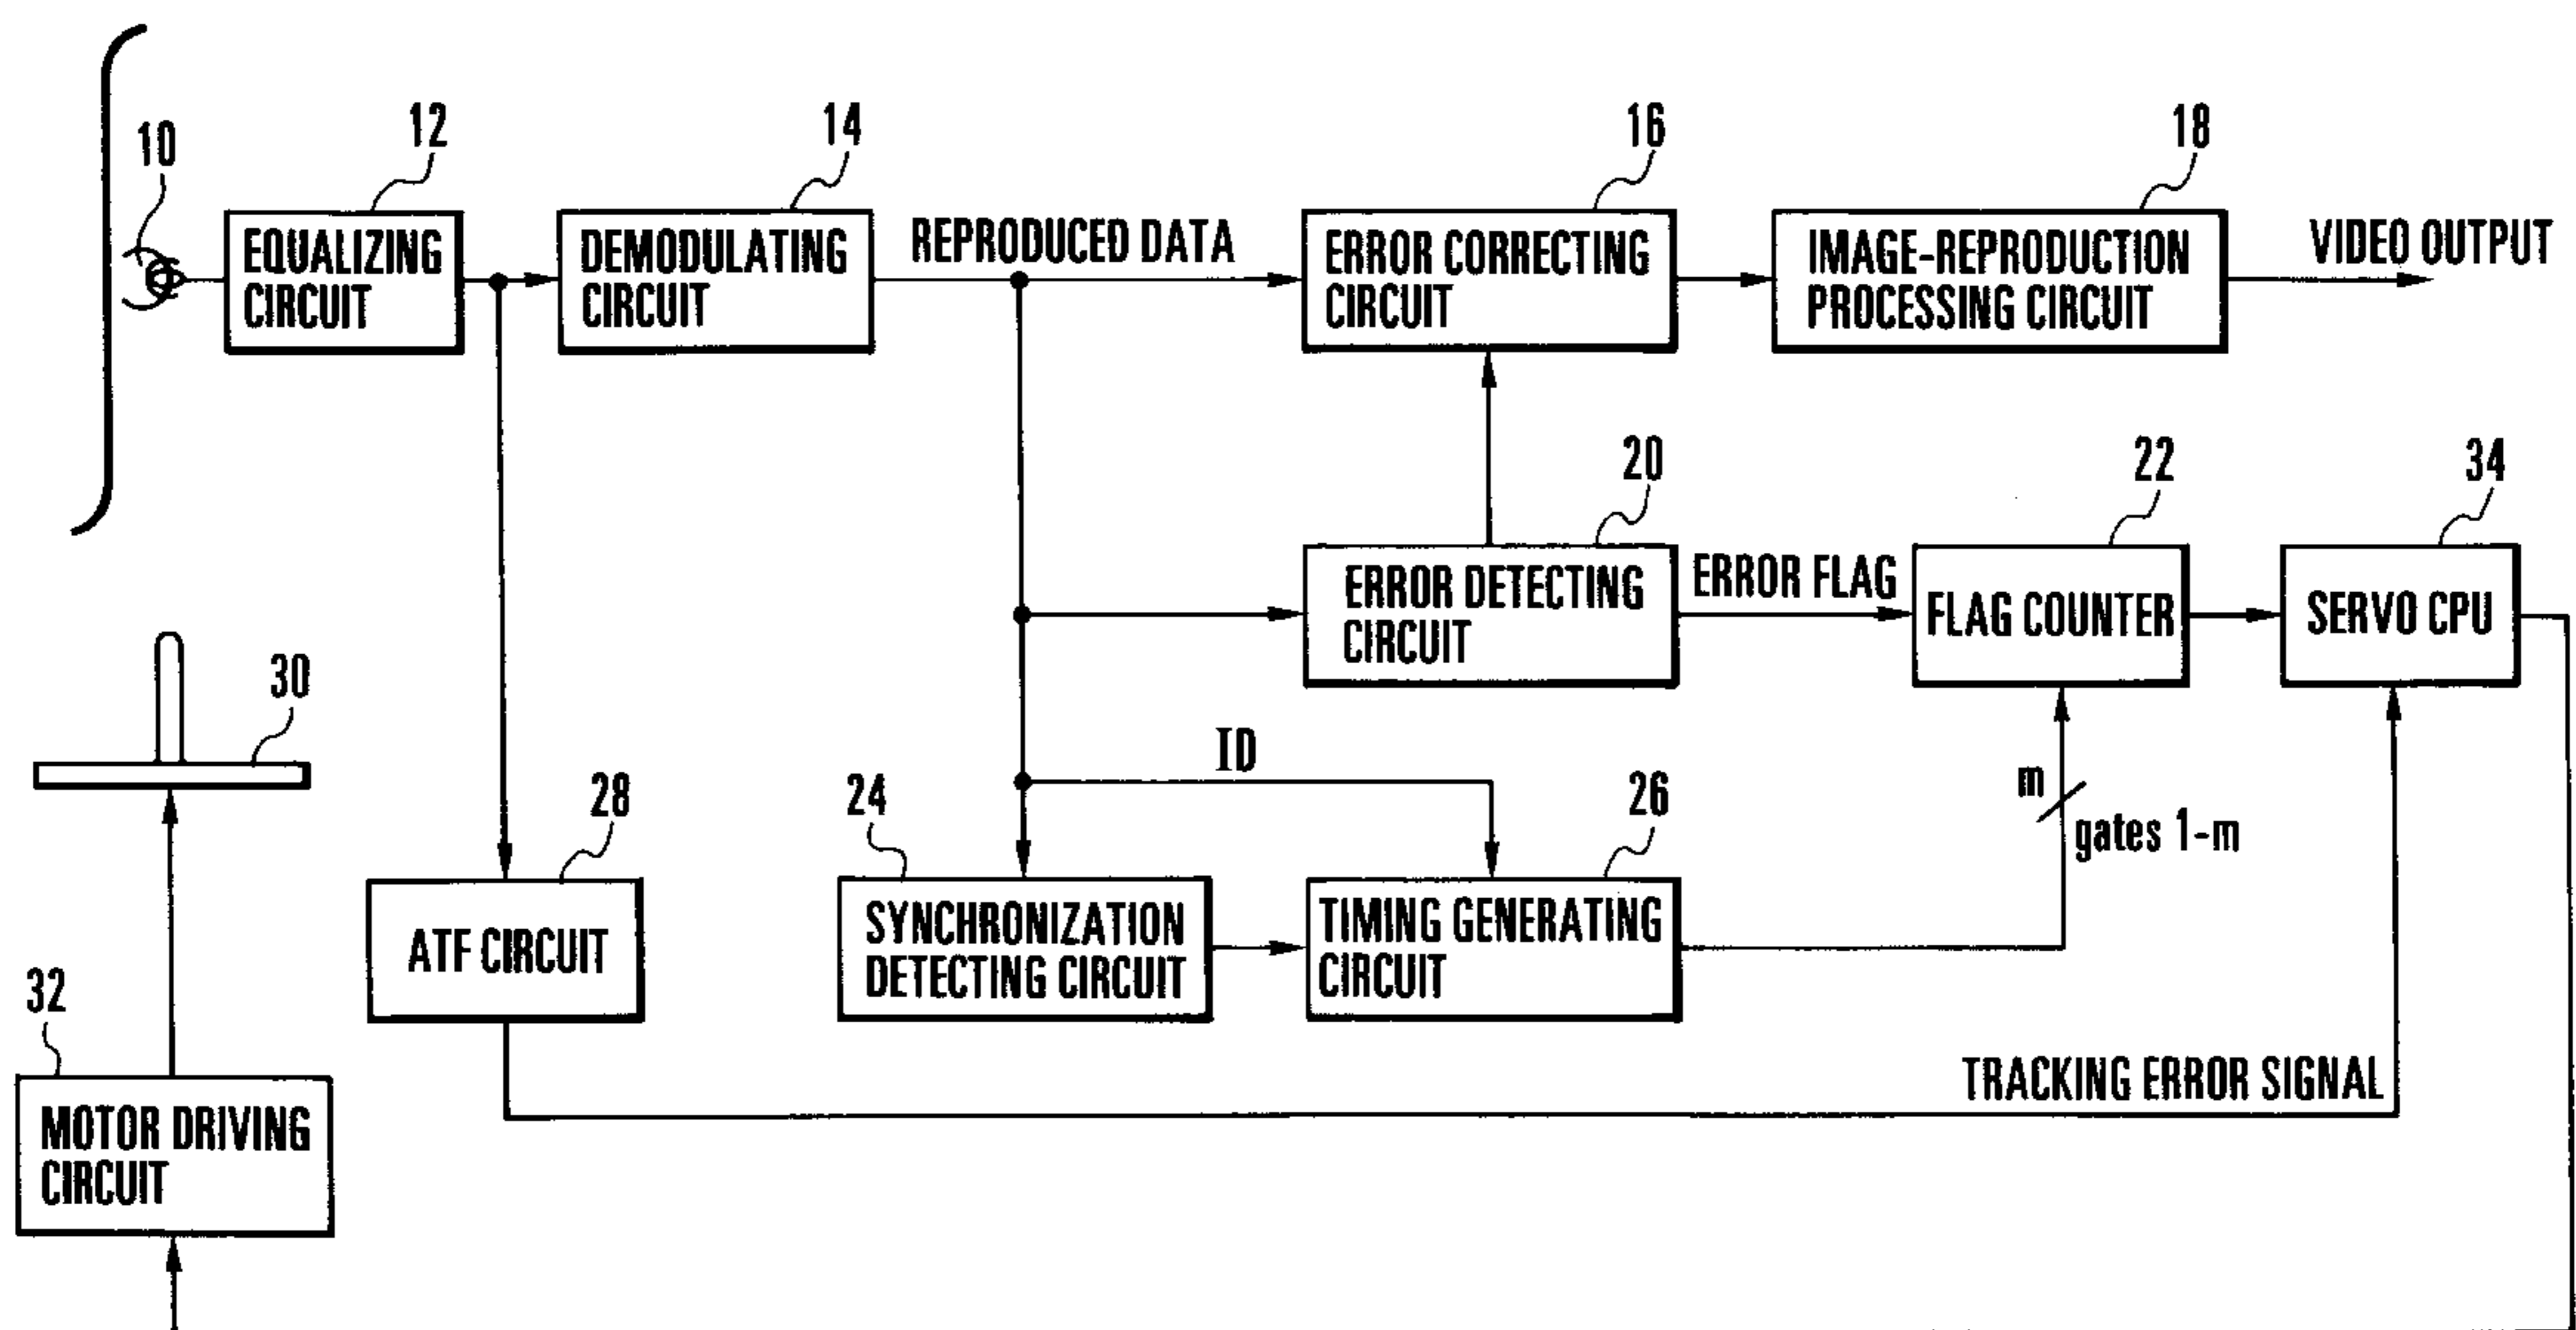 10
12
14
16
18
EQUALIZING
CIRCUIT
DEMODULATING
CIRCUIT
REPRODUCED DATA
ERROR CORRECTING
CIRCUIT
IMAGE-REPRODUCTION
PROCESSING CIRCUIT
VIDEO OUTPUT
20
22
34
ERROR DETECTING
CIRCUIT
ERROR FLAG
FLAG COUNTER
SERVO CPU
30
ID
m
gates 1-m
28
24
26
ATF CIRCUIT
SYNCHRONIZATION
DETECTING CIRCUIT
TIMING GENERATING
CIRCUIT
32
MOTOR DRIVING
CIRCUIT
TRACKING ERROR SIGNAL